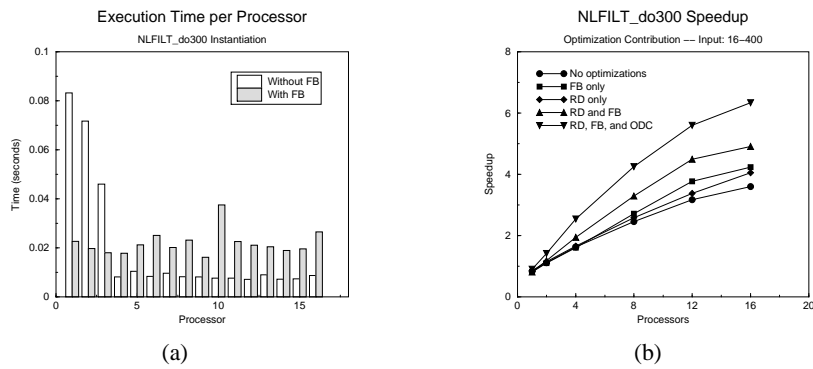 Execution Time per Processor
NLFILT_do300 Instantiation
0.1
0.08
0.06
0.04
0.02
0
Time (seconds)
Without FB
With FB
0
5
10
15
Processor
(a)
NLFILT_do300 Speedup
Optimization Contribution −− Input: 16−400
8
6
4
2
0
Speedup
No optimizations
FB only
RD only
RD and FB
RD, FB, and ODC
0
4
8
12
16
20
Processors
(b)